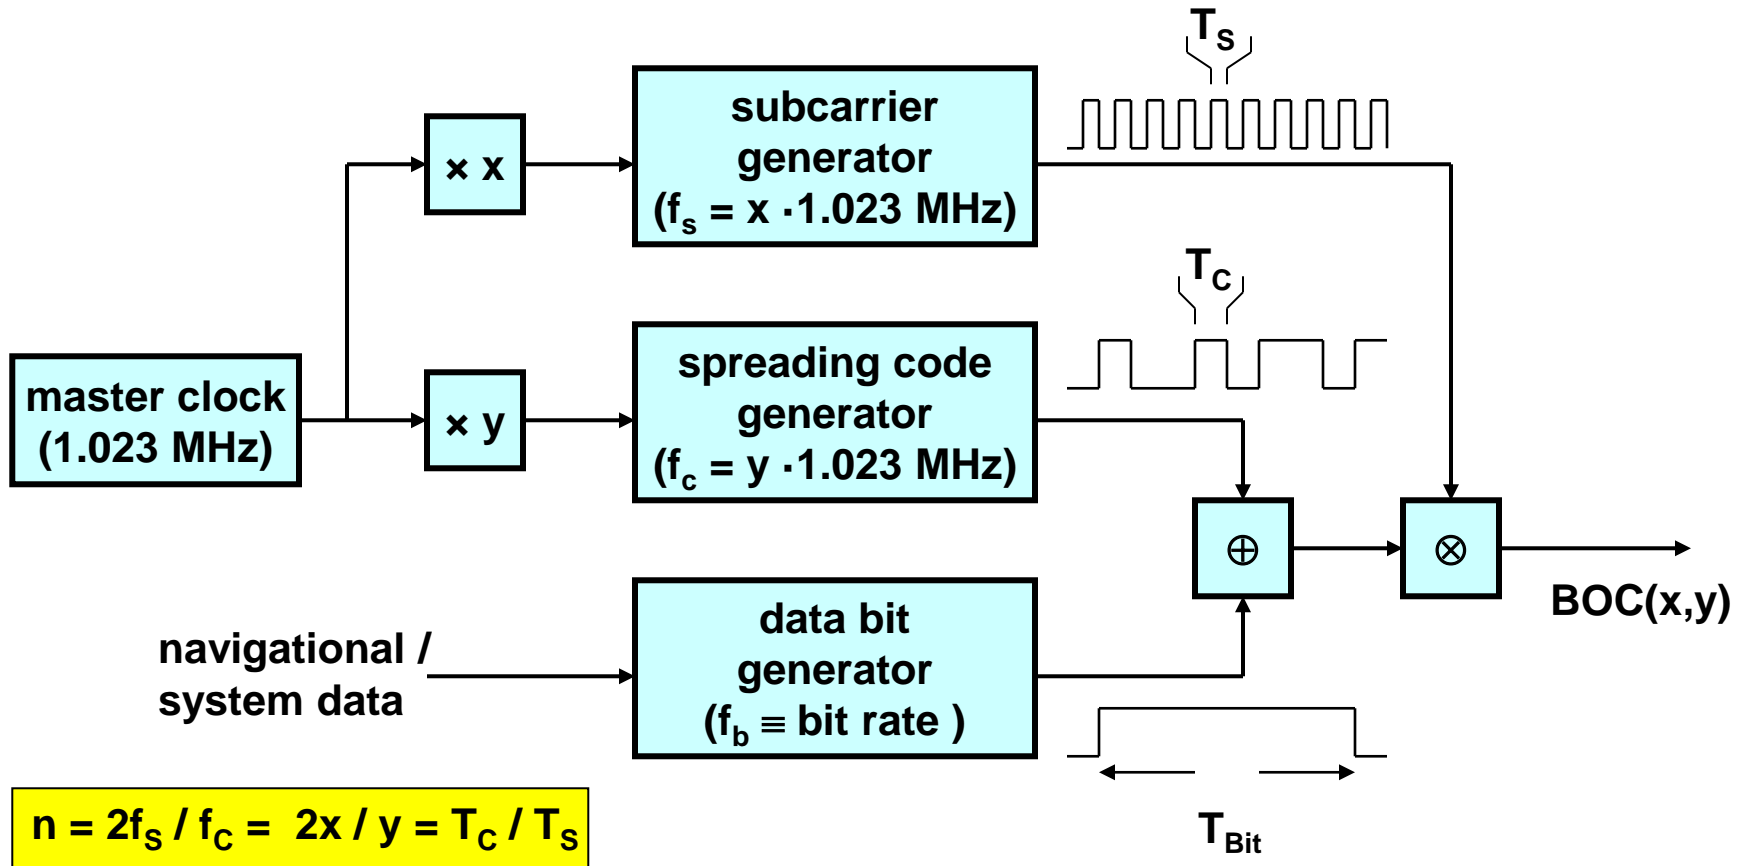 T_S
subcarrier
generator
(f_s = x ·1.023 MHz)
× x
T_C
spreading code
generator
(f_c = y ·1.023 MHz)
master clock
(1.023 MHz)
× y
⊕
⊗
BOC(x,y)
data bit
generator
(f_b ≡ bit rate )
navigational /
system data
n = 2f_S / f_C = 2x / y = T_C / T_S
T_Bit